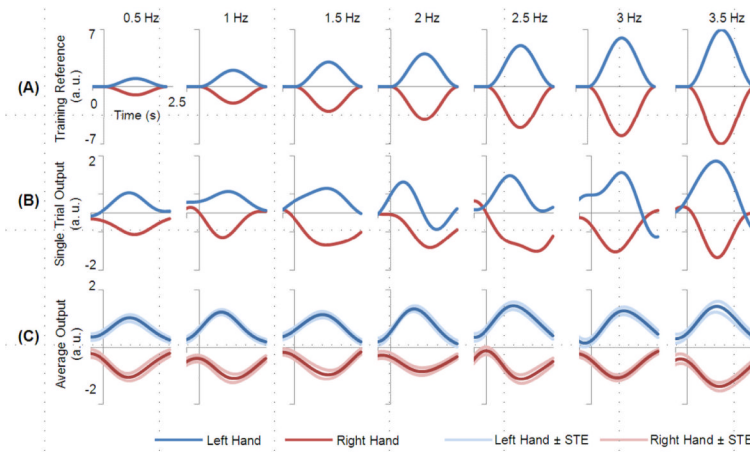 0.5 Hz 1 Hz 1.5 Hz 2 Hz 2.5 Hz 3 Hz 3.5 Hz
(A)
Training Reference
(a. u.)
7
0
2.5
Time (s)
-7
(B)
Single Trial Output
(a.u.)
2
-2
(C)
Average Output
(a. u.)
2
-2
Left Hand Right Hand Left Hand ± STE Right Hand ± STE